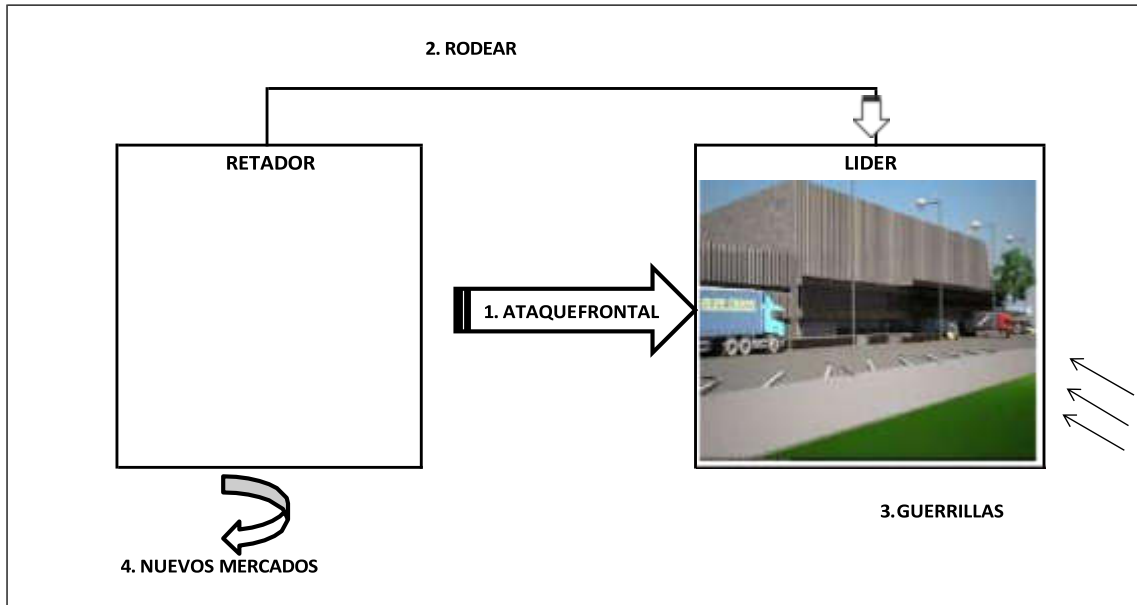 2. RODEAR
RETADOR
LIDER
1. ATAQUEFRONTAL
3.GUERRILLAS
4. NUEVOS MERCADOS